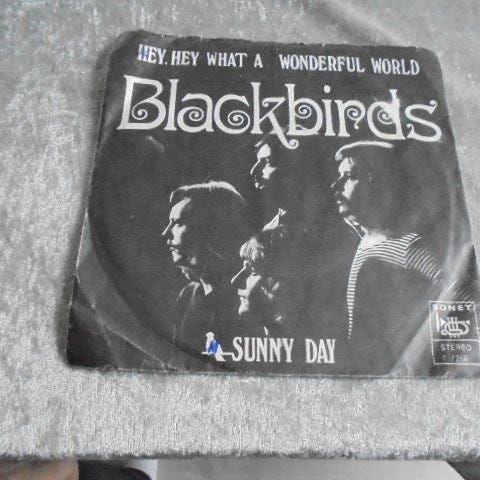 HEY, HEY WHAT A WONDERFUL WORLD
Blackbirds
SUNNY DAY
SONET
STEREO